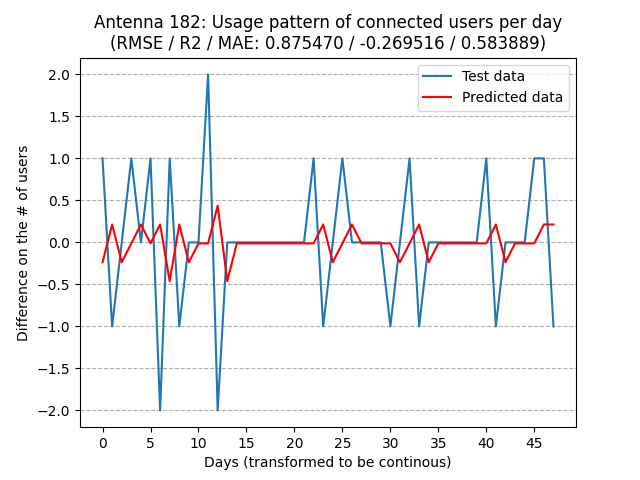 Antenna 182: Usage pattern of connected users per day
(RMSE / R2 / MAE: 0.875470 / -0.269516 / 0.583889)
Test data
Predicted data
Difference on the # of users
2.0
1.5
1.0
0.5
0.0
−0.5
−1.0
−1.5
−2.0
0 5 10 15 20 25 30 35 40 45
Days (transformed to be continous)